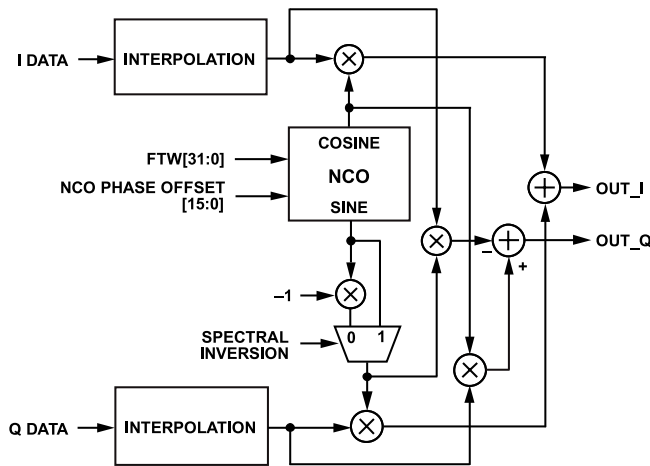 I DATA
INTERPOLATION
COSINE
FTW[31:0]
NCO
NCO PHASE OFFSET
[15:0]
SINE
OUT_I
OUT_Q
–
+
–1
0 1
SPECTRAL
INVERSION
Q DATA
INTERPOLATION